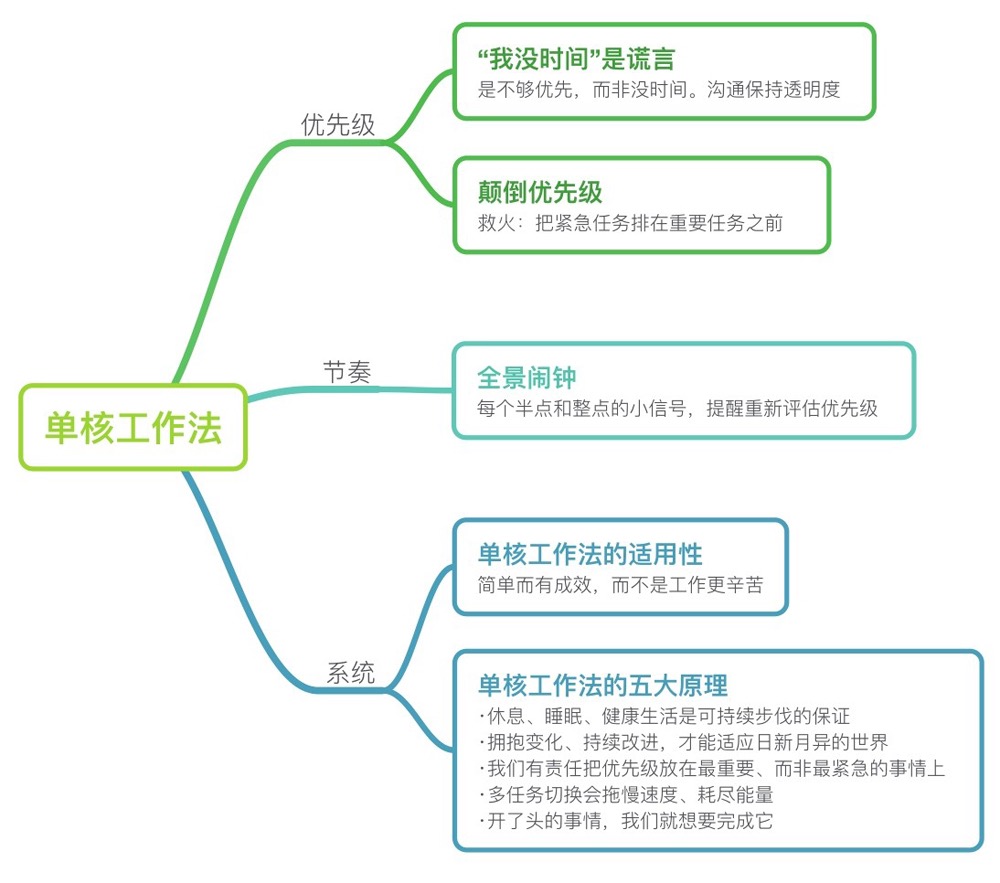 单核工作法
优先级
“我没时间”是谎言
是不够优先，而非没时间。沟通保持透明度
颠倒优先级
救火：把紧急任务排在重要任务之前
节奏
全景闹钟
每个半点和整点的小信号，提醒重新评估优先级
系统
单核工作法的适用性
简单而有成效，而不是工作更辛苦
单核工作法的五大原理
·休息、睡眠、健康生活是可持续步伐的保证
·拥抱变化、持续改进，才能适应日新月异的世界
·我们有责任把优先级放在最重要、而非最紧急的事情上
·多任务切换会拖慢速度、耗尽能量
·开了头的事情，我们就想要完成它